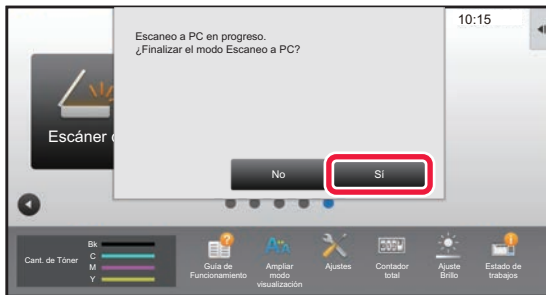 10:15
Escaneo a PC en progreso.
¿Finalizar el modo Escaneo a PC?
Escáner
No
Sí
Cant. de Tóner
Bk
C
M
Y
Guía de
Funcionamiento
Ampliar
modo
visualización
Ajustes
Contador
total
Ajuste
Brillo
Estado de
trabajos